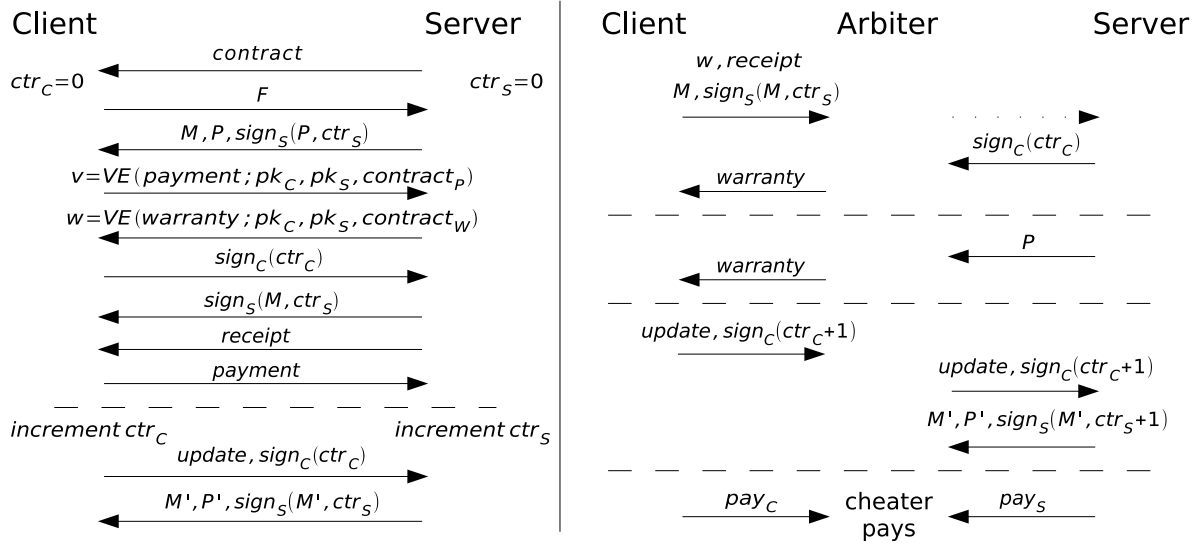 Client Server
contract
ctr_C=0 ctr_S=0
F
M,P,sign_S(P,ctr_S)
v=VE(payment;pk_C,pk_S,contract_P)
w=VE(warranty;pk_C,pk_S,contract_W)
sign_C(ctr_C)
sign_S(M,ctr_S)
receipt
payment
increment ctr_C increment ctr_S
update,sign_C(ctr_C)
M',P',sign_S(M',ctr_S)
Client Arbiter Server
w,receipt
M,sign_S(M,ctr_S)
sign_C(ctr_C)
warranty
P
warranty
update,sign_C(ctr_C+1)
update,sign_C(ctr_C+1)
M',P',sign_S(M',ctr_S+1)
pay_C cheater pay_S
pays